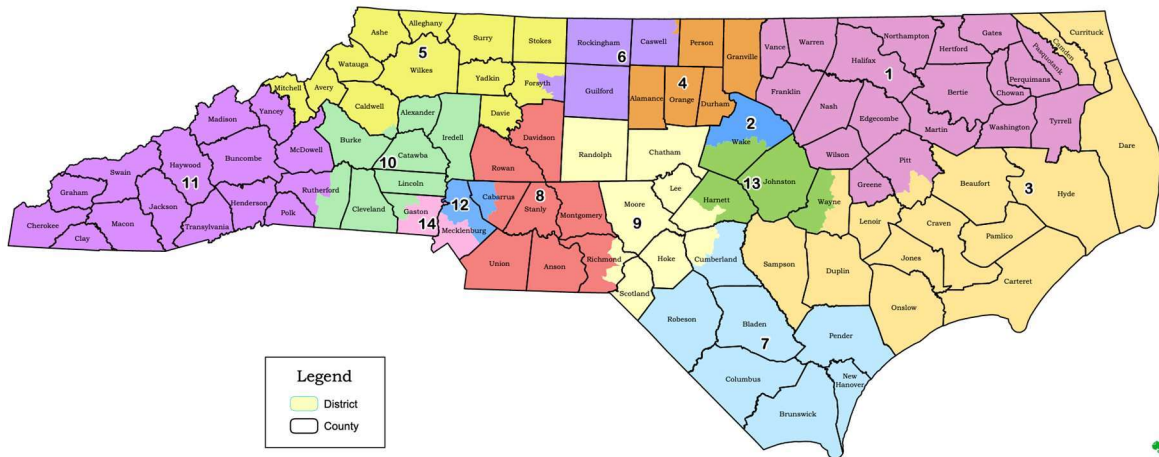 Alleghany
Ashe
Surry
Stokes
Rockingham
Caswell
Person
Granville
Vance
Warren
Northampton
Gates
Currituck
Camden
Pasquotank
Hertford
Halifax
5
6
1
Watauga
Wilkes
Yadkin
Forsyth
Guilford
4
Alamance
Orange
Durham
Franklin
Nash
Edgecombe
Bertie
Perquimans
Chowan
Mitchell
Avery
Caldwell
Alexander
Davie
Iredell
Davidson
Randolph
Chatham
2
Wake
Martin
Washington
Tyrrell
Dare
Madison
Yancey
McDowell
Burke
Catawba
10
Rowan
Wilson
Pitt
Greene
Beaufort
3
Hyde
Swain
Haywood
Buncombe
11
Rutherford
Lincoln
Cleveland
Gaston
14
12
Cabarrus
8
Stanly
Montgomery
Moore
Lee
9
Harnett
13
Johnston
Wayne
Lenoir
Craven
Pamlico
Graham
Cherokee
Clay
Macon
Jackson
Transylvania
Henderson
Polk
Mecklenburg
Union
Anson
Richmond
Hoke
Scotland
Cumberland
Sampson
Duplin
Jones
Onslow
Carteret
Robeson
Bladen
7
Pender
Columbus
New
Hanover
Brunswick
Legend
District
County